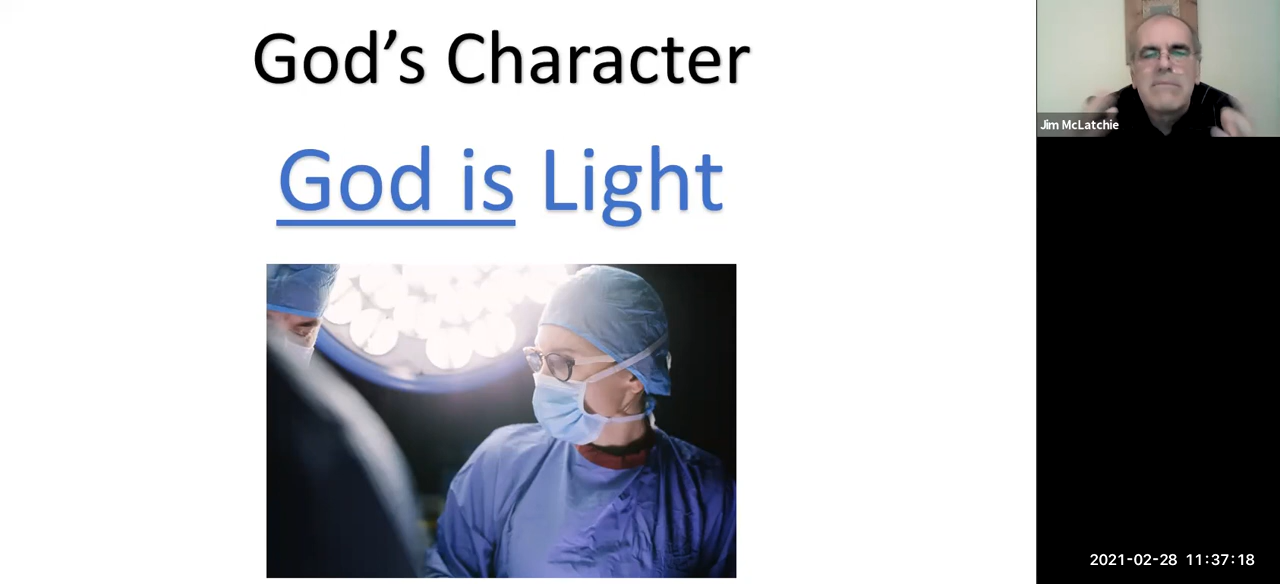 God’s Character
God is Light
Jim McLatchie
2021-02-28 11:37:18